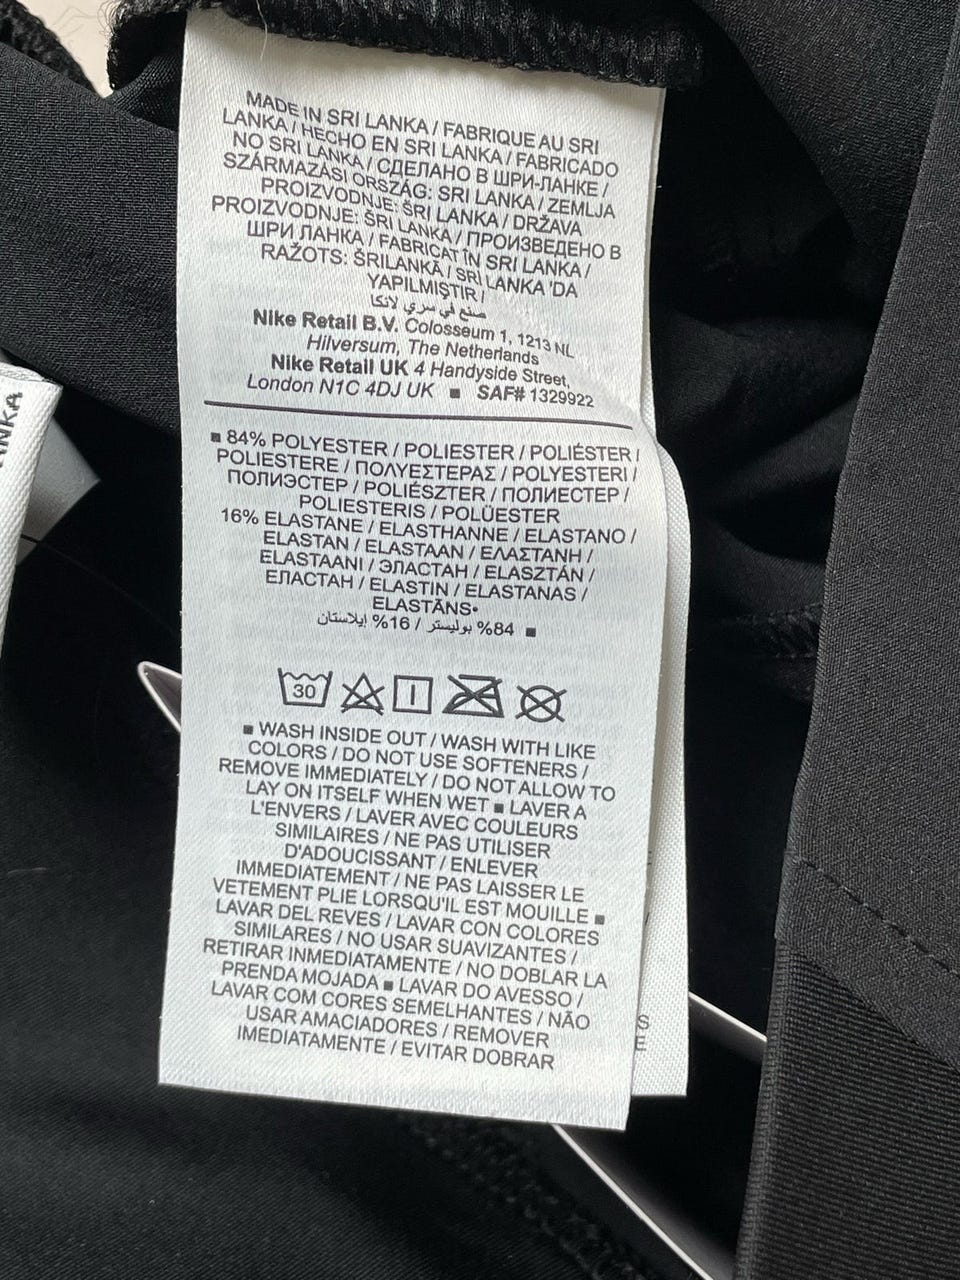 MADE IN SRI LANKA / FABRIQUE AU SRI
LANKA / HECHO EN SRI LANKA / FABRICADO
NO SRI LANKA / СДЕЛАНО В ШРИ-ЛАНКЕ /
SZÁRMAZÁSI ORSZÁG: SRI LANKA / ZEMLJA
PROIZVODNJE: ŠRI LANKA / DRŽAVA
PROIZVODNJE: ŠRI LANKA / ПРОИЗВЕДЕНО В
ШРИ ЛАНКА / FABRICAT ÎN SRI LANKA /
RAŽOTS: ŠRILANKĀ / SRI LANKA 'DA
YAPILMIŞTIR /
صنع في سري لانكا
Nike Retail B.V. Colosseum 1, 1213 NL
Hilversum, The Netherlands
Nike Retail UK 4 Handyside Street,
London N1C 4DJ UK ■ SAF# 1329922
■ 84% POLYESTER / POLIESTER / POLIÉSTER /
POLIESTERE / ΠΟΛΥΕΣΤΕΡΑΣ / POLYESTERI /
ПОЛИЭСТЕР / POLIÉSZTER / ПОЛИЕСТЕР /
POLIESTERIS / POLÜESTER
16% ELASTANE / ELASTHANNE / ELASTANO /
ELASTAN / ELASTAAN / ΕΛΑΣΤΑΝΗ /
ELASTAANI / ЭЛАСТАН / ELASZTÁN /
ЕЛАСТАН / ELASTIN / ELASTANAS /
ELASTĀNS•
84% بوليستر / 16% إيلاستان ■
30
■ WASH INSIDE OUT / WASH WITH LIKE
COLORS / DO NOT USE SOFTENERS /
REMOVE IMMEDIATELY / DO NOT ALLOW TO
LAY ON ITSELF WHEN WET ■ LAVER A
L'ENVERS / LAVER AVEC COULEURS
SIMILAIRES / NE PAS UTILISER
D'ADOUCISSANT / ENLEVER
IMMEDIATEMENT / NE PAS LAISSER LE
VETEMENT PLIE LORSQU'IL EST MOUILLE ■
LAVAR DEL REVES / LAVAR CON COLORES
SIMILARES / NO USAR SUAVIZANTES /
RETIRAR INMEDIATAMENTE / NO DOBLAR LA
PRENDA MOJADA ■ LAVAR DO AVESSO /
LAVAR COM CORES SEMELHANTES / NÃO
USAR AMACIADORES / REMOVER
IMEDIATAMENTE / EVITAR DOBRAR